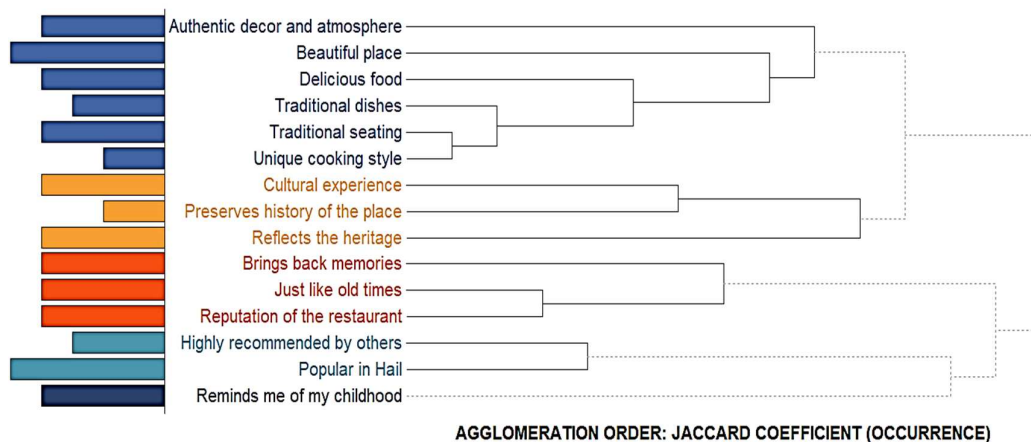 Authentic decor and atmosphere
Beautiful place
Delicious food
Traditional dishes
Traditional seating
Unique cooking style
Cultural experience
Preserves history of the place
Reflects the heritage
Brings back memories
Just like old times
Reputation of the restaurant
Highly recommended by others
Popular in Hail
Reminds me of my childhood
AGGLOMERATION ORDER: JACCARD COEFFICIENT (OCCURRENCE)